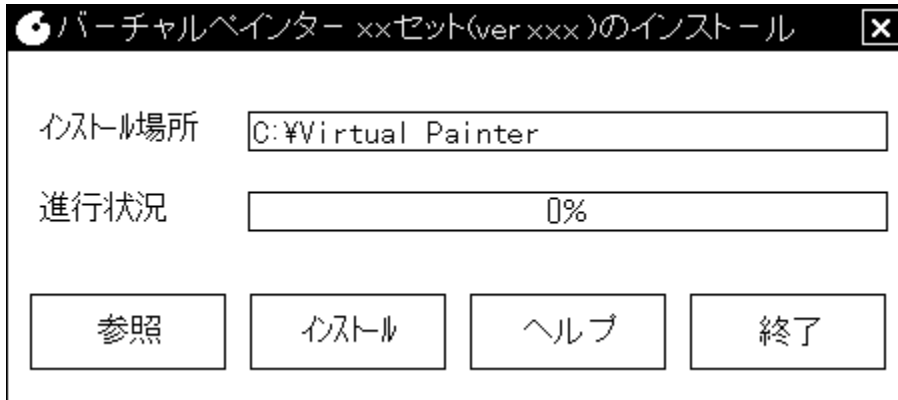 バーチャルペインター ××セット(ver xxx )のインストール
ｲﾝｽﾄｰﾙ場所 C:¥Virtual Painter
進行状況 0%
参照 ｲﾝｽﾄｰﾙ ヘルプ 終了